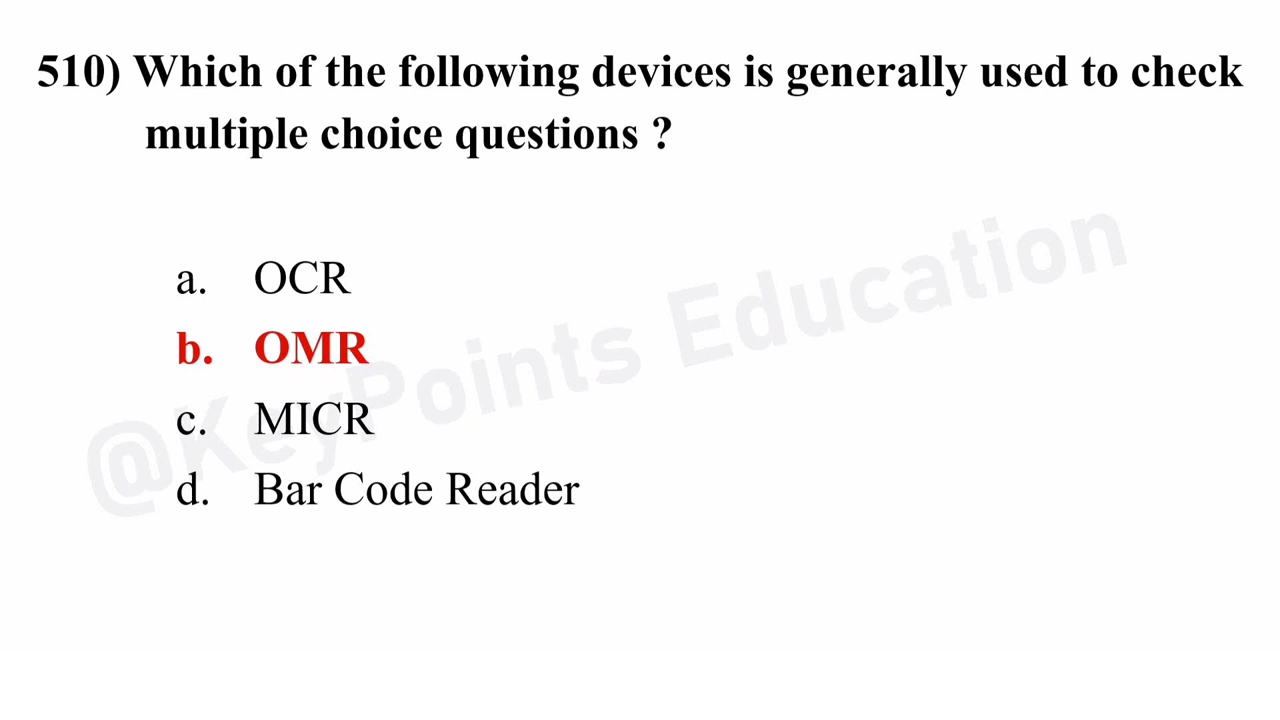 510) Which of the following devices is generally used to check
multiple choice questions ?
a. OCR
b. OMR
c. MICR
d. Bar Code Reader
@KeyPoints Education